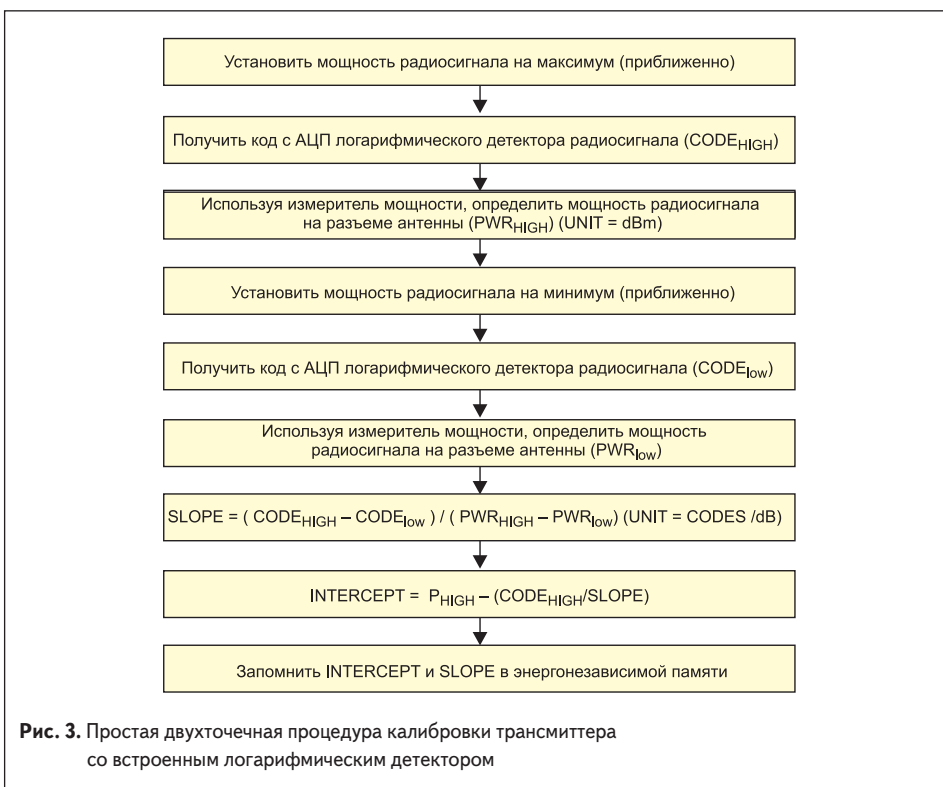 Установить мощность радиосигнала на максимум (приближенно)
Получить код с АЦП логарифмического детектора радиосигнала (CODEHIGH)
Используя измеритель мощности, определить мощность радиосигнала
на разъеме антенны (PWRHIGH) (UNIT = dBm)
Установить мощность радиосигнала на минимум (приближенно)
Получить код с АЦП логарифмического детектора радиосигнала (CODElow)
Используя измеритель мощности, определить мощность
радиосигнала на разъеме антенны (PWRlow)
SLOPE = ( CODEHIGH – CODElow ) / ( PWRHIGH – PWRlow) (UNIT = CODES /dB)
INTERCEPT = PHIGH – (CODEHIGH/SLOPE)
Запомнить INTERCEPT и SLOPE в энергонезависимой памяти
Рис. 3. Простая двухточечная процедура калибровки трансмиттера
со встроенным логарифмическим детектором